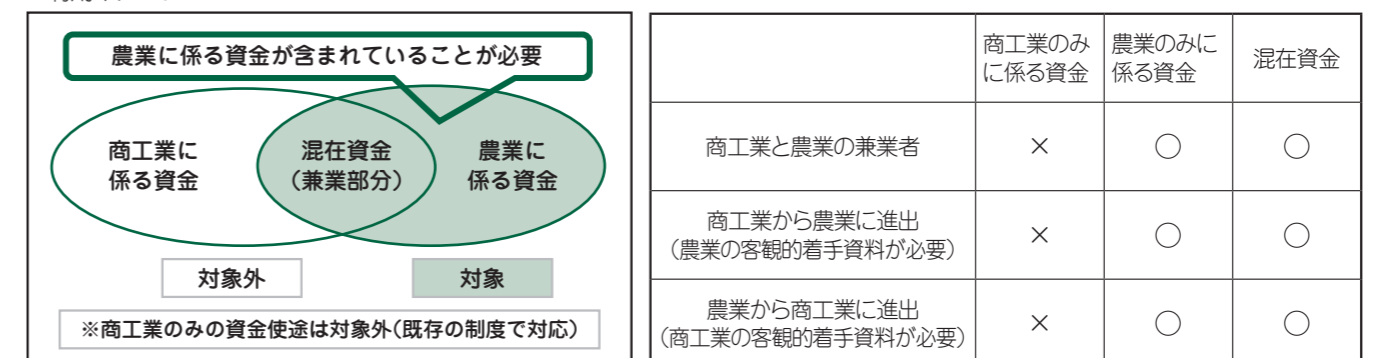 農業に係る資金が含まれていることが必要
商工業に
係る資金
混在資金
（兼業部分）
農業に
係る資金
対象外
対象
※商工業のみの資金使途は対象外（既存の制度で対応）
商工業のみ
に係る資金
農業のみに
係る資金
混在資金
商工業と農業の兼業者
×
○
○
商工業から農業に進出
（農業の客観的着手資料が必要）
×
○
○
農業から商工業に進出
（商工業の客観的着手資料が必要）
×
○
○